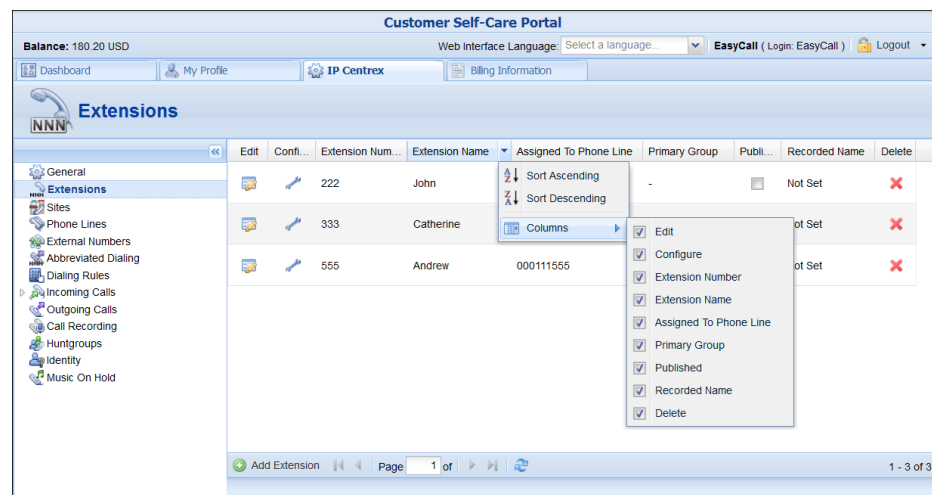 Customer Self-Care Portal
Balance: 180.20 USD Web Interface Language: Select a language... EasyCall ( Login: EasyCall ) Logout
Dashboard My Profile IP Centrex Billing Information
NNN Extensions
Edit Confi... Extension Num... Extension Name Assigned To Phone Line Primary Group Publi... Recorded Name Delete
General
Extensions
Sites
Phone Lines
External Numbers
Abbreviated Dialing
Dialing Rules
Incoming Calls
Outgoing Calls
Call Recording
Huntgroups
Identity
Music On Hold
222 John - Not Set
333 Catherine ot Set
555 Andrew 000111555 ot Set
Sort Ascending
Sort Descending
Columns
Edit
Configure
Extension Number
Extension Name
Assigned To Phone Line
Primary Group
Published
Recorded Name
Delete
Add Extension Page 1 of 1 - 3 of 3